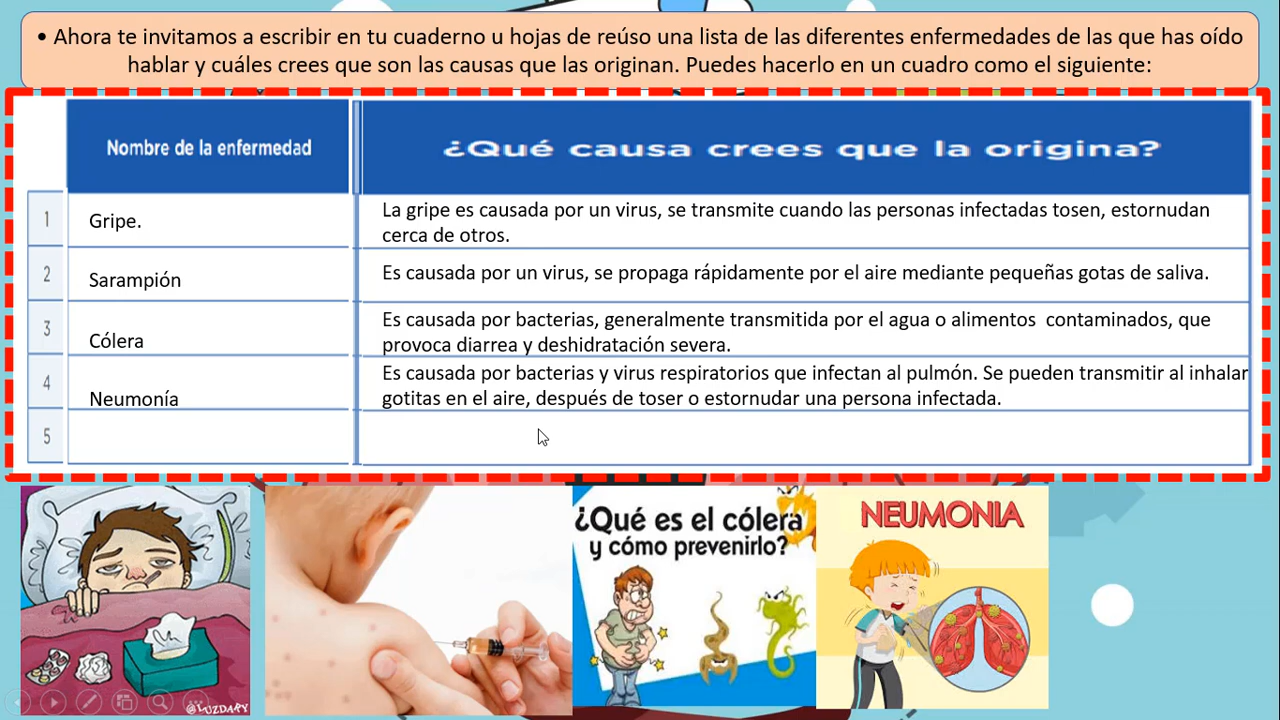 • Ahora te invitamos a escribir en tu cuaderno u hojas de reúso una lista de las diferentes enfermedades de las que has oído
hablar y cuáles crees que son las causas que las originan. Puedes hacerlo en un cuadro como el siguiente:
Nombre de la enfermedad
¿Qué causa crees que la origina?
1
Gripe.
La gripe es causada por un virus, se transmite cuando las personas infectadas tosen, estornudan
cerca de otros.
2
Sarampión
Es causada por un virus, se propaga rápidamente por el aire mediante pequeñas gotas de saliva.
3
Cólera
Es causada por bacterias, generalmente transmitida por el agua o alimentos  contaminados, que
provoca diarrea y deshidratación severa.
4
Neumonía
Es causada por bacterias y virus respiratorios que infectan al pulmón. Se pueden transmitir al inhalar
gotitas en el aire, después de toser o estornudar una persona infectada.
5
¿Qué es el cólera
y cómo prevenirlo?
NEUMONIA
@LUZDARY